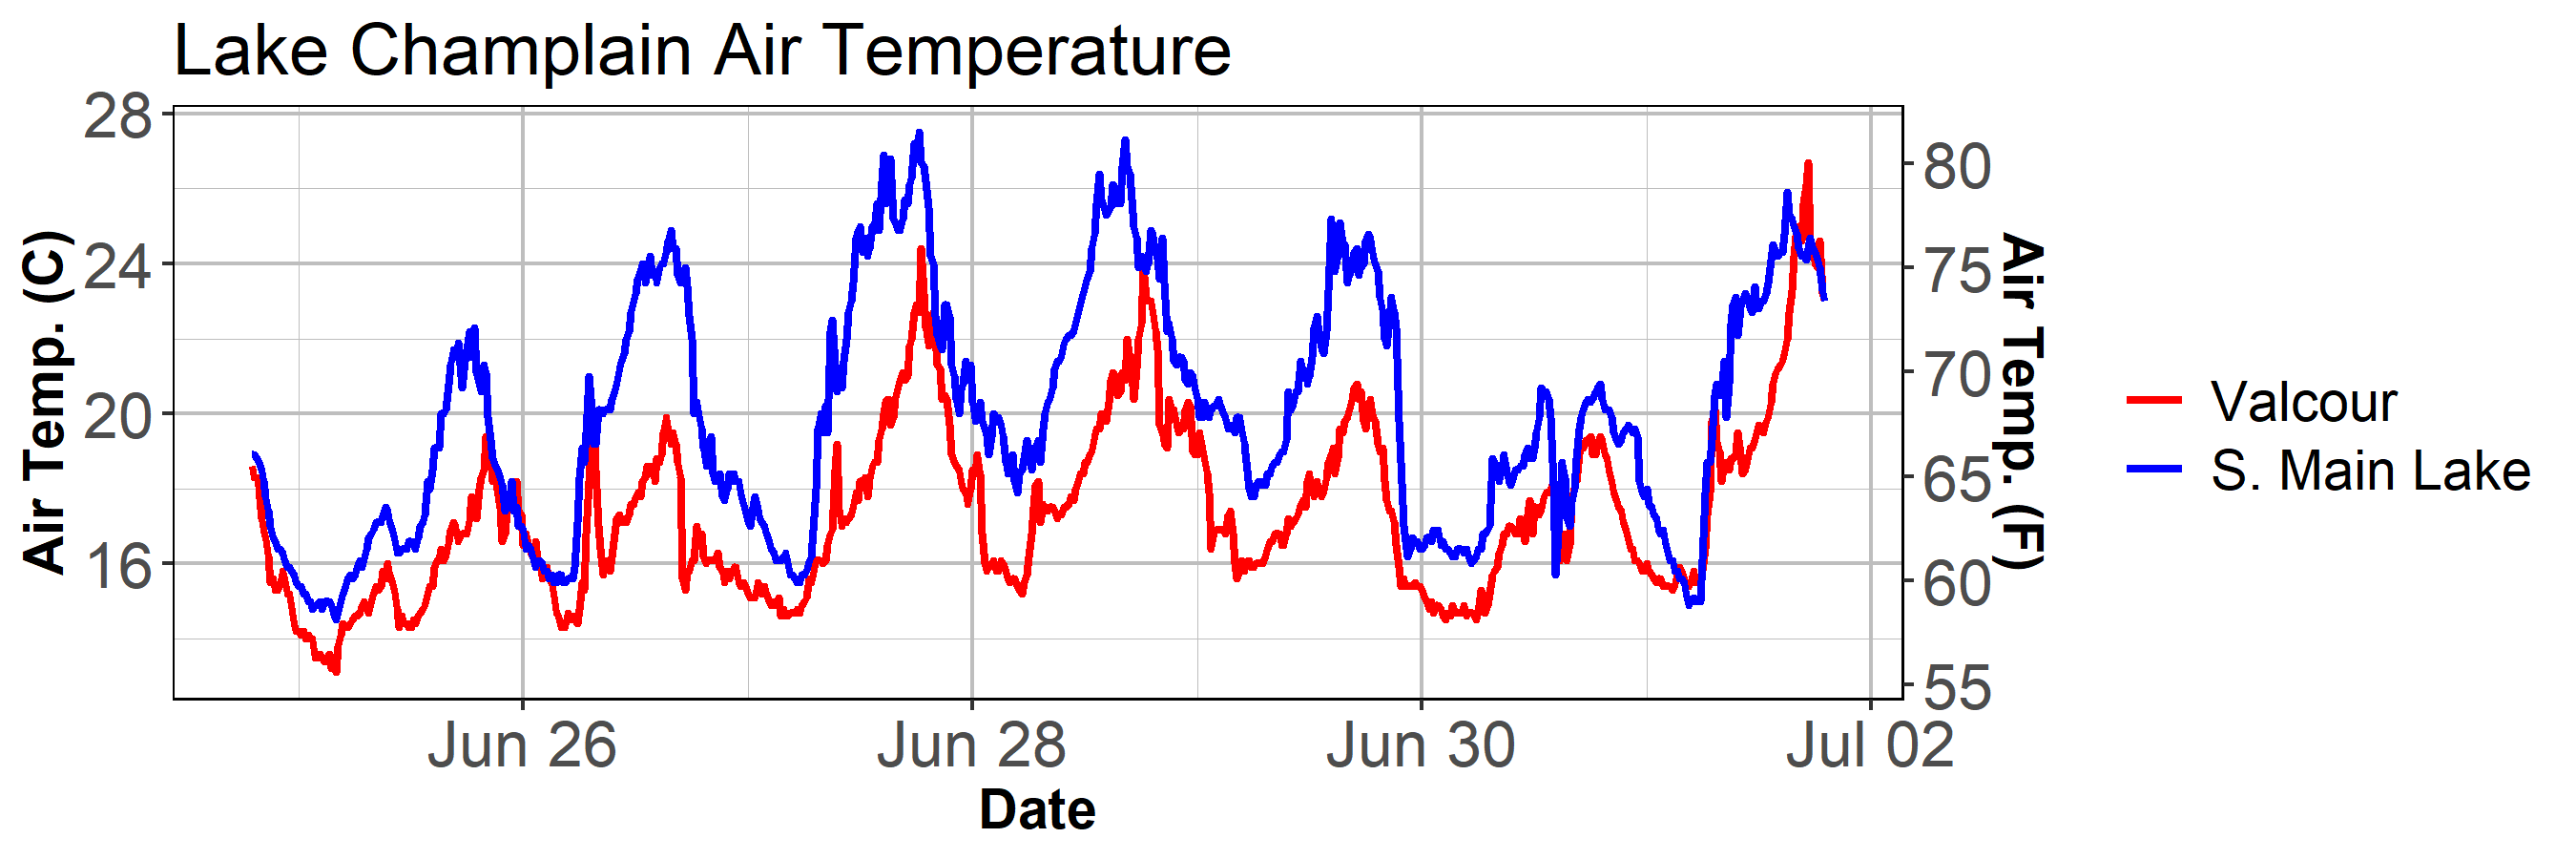 Lake Champlain Air Temperature
28
24
20
16
Air Temp. (C)
80
75
70
65
60
55
Air Temp. (F)
Jun 26
Jun 28
Jun 30
Jul 02
Date
Valcour
S. Main Lake